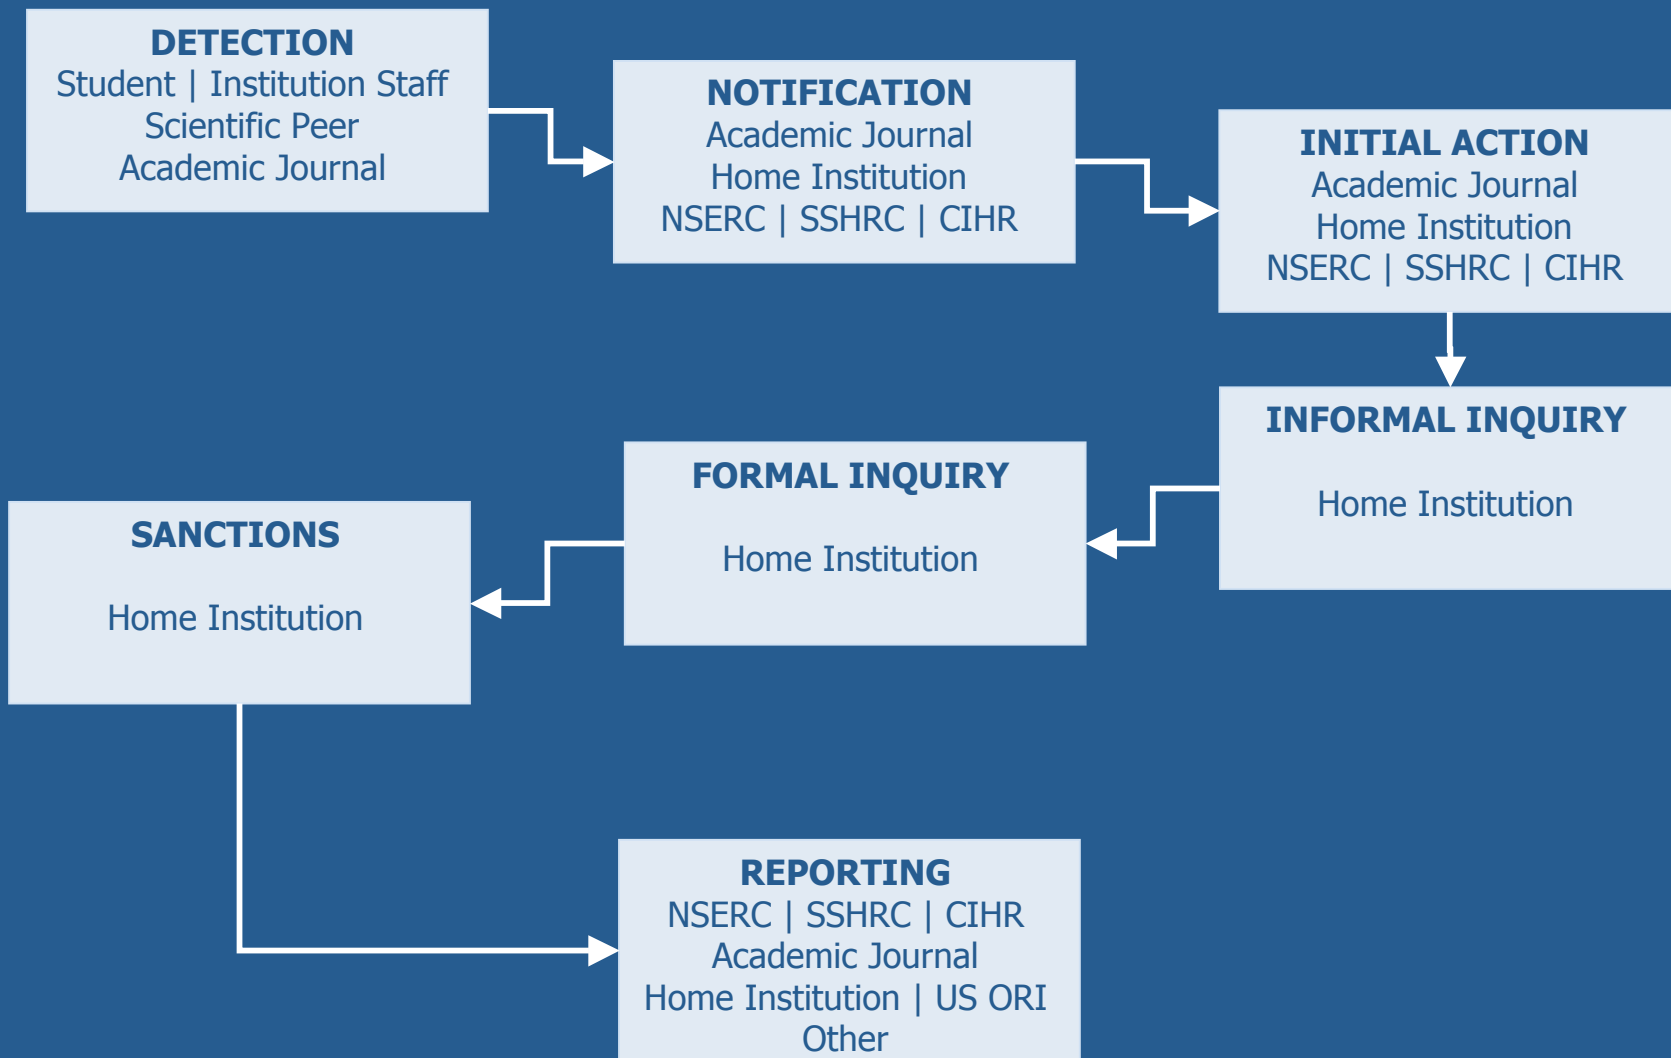 DETECTION
Student | Institution Staff
Scientific Peer
Academic Journal
NOTIFICATION
Academic Journal
Home Institution
NSERC | SSHRC | CIHR
INITIAL ACTION
Academic Journal
Home Institution
NSERC | SSHRC | CIHR
INFORMAL INQUIRY
Home Institution
FORMAL INQUIRY
Home Institution
SANCTIONS
Home Institution
REPORTING
NSERC | SSHRC | CIHR
Academic Journal
Home Institution | US ORI
Other